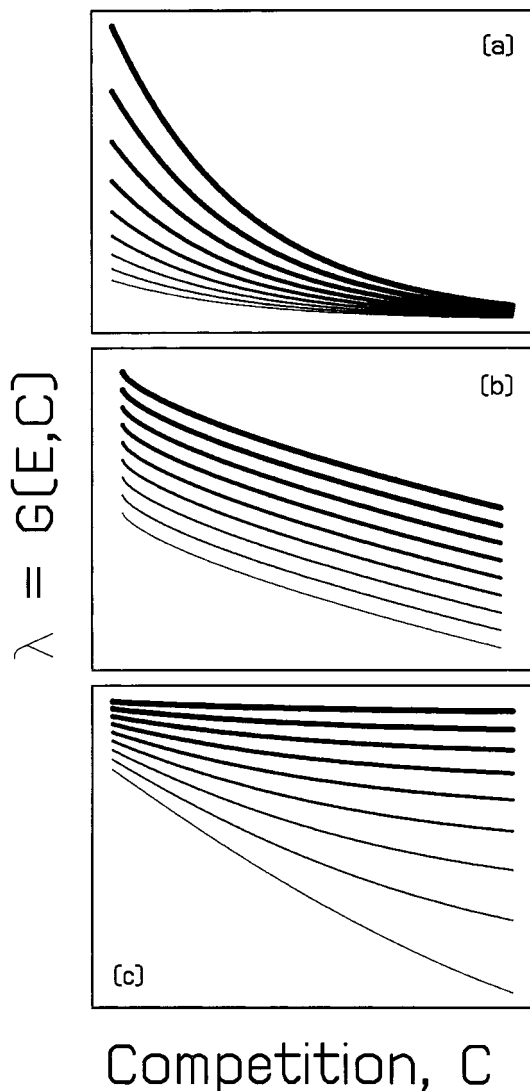 (a)
λ = G(E,C)
(b)
(c)
Competition, C